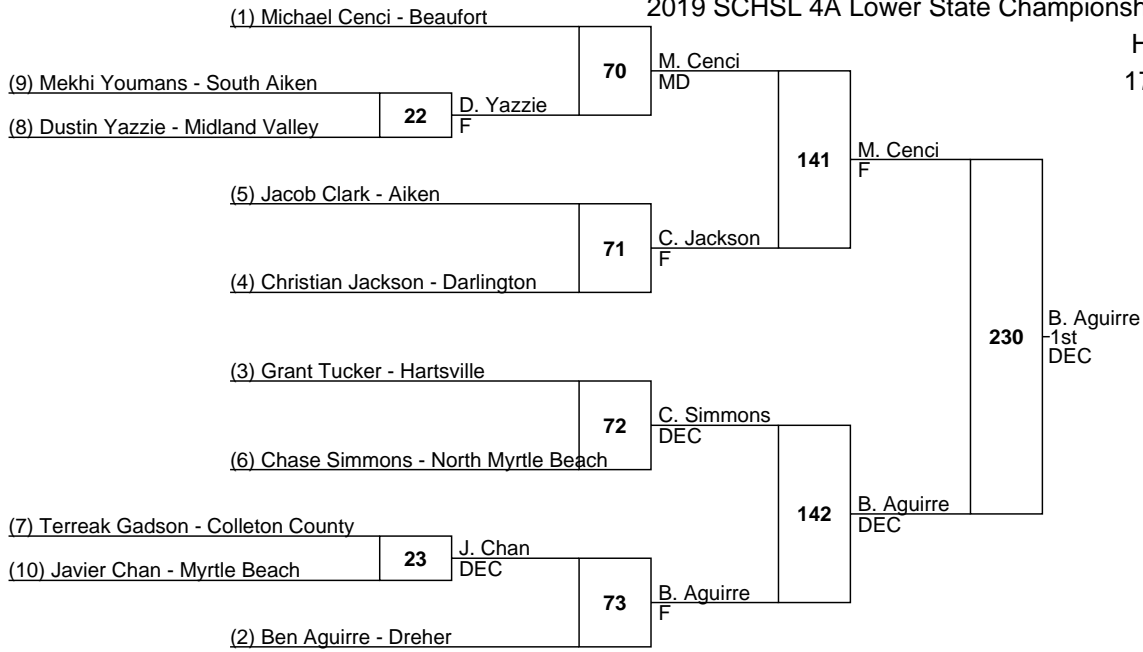 2019 SCHSL 4A Lower State Championsh
H
17
(1) Michael Cenci - Beaufort
70
M. Cenci
MD
(9) Mekhi Youmans - South Aiken
22
D. Yazzie
F
(8) Dustin Yazzie - Midland Valley
141
M. Cenci
F
(5) Jacob Clark - Aiken
71
C. Jackson
F
(4) Christian Jackson - Darlington
230
B. Aguirre
1st
DEC
(3) Grant Tucker - Hartsville
72
C. Simmons
DEC
(6) Chase Simmons - North Myrtle Beach
142
B. Aguirre
DEC
(7) Terreak Gadson - Colleton County
23
J. Chan
DEC
(10) Javier Chan - Myrtle Beach
73
B. Aguirre
F
(2) Ben Aguirre - Dreher